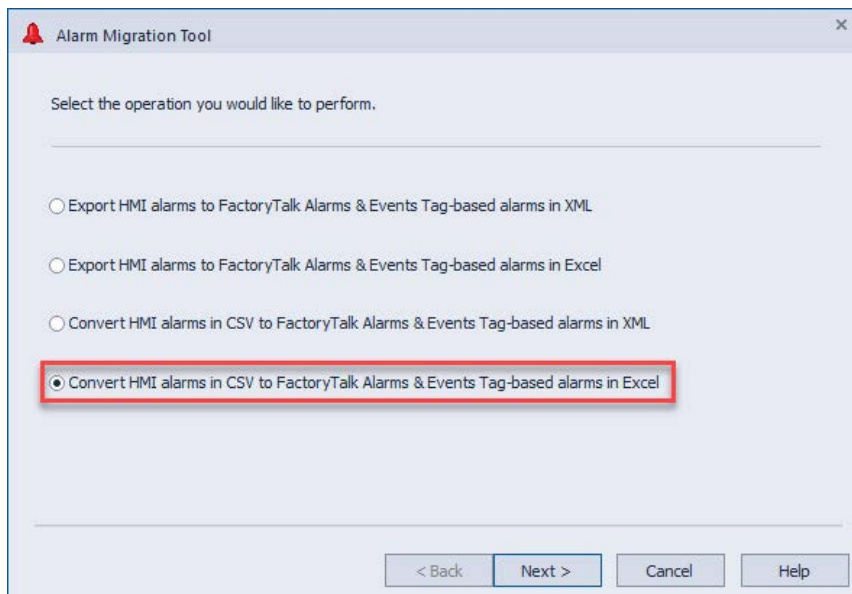 Alarm Migration Tool
Select the operation you would like to perform.
Export HMI alarms to FactoryTalk Alarms & Events Tag-based alarms in XML
Export HMI alarms to FactoryTalk Alarms & Events Tag-based alarms in Excel
Convert HMI alarms in CSV to FactoryTalk Alarms & Events Tag-based alarms in XML
Convert HMI alarms in CSV to FactoryTalk Alarms & Events Tag-based alarms in Excel
< Back Next > Cancel Help